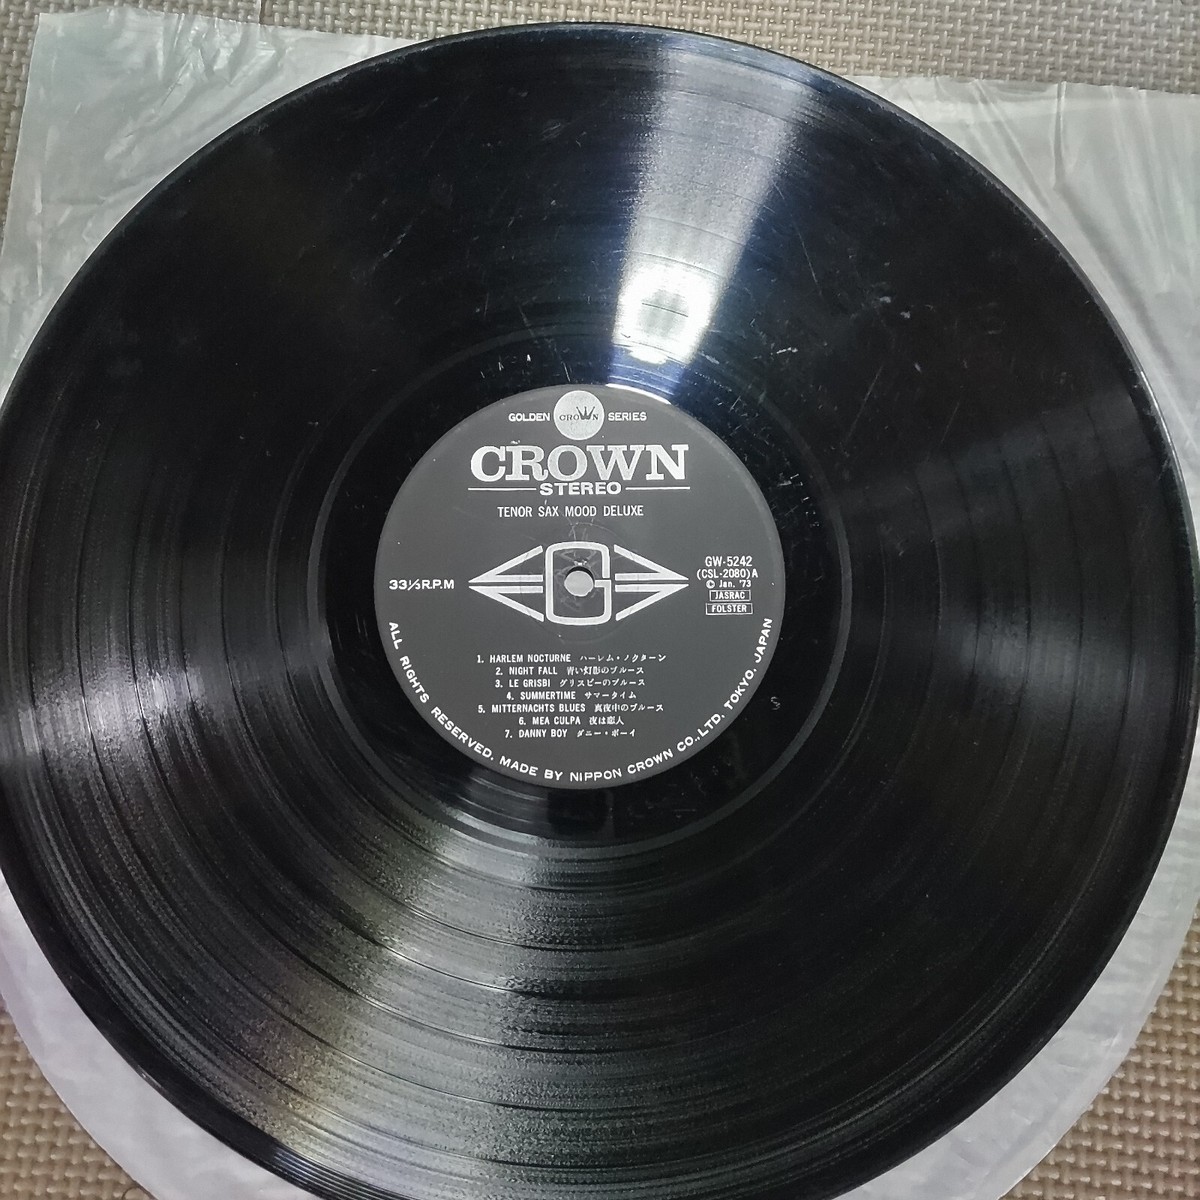 GOLDEN CROWN SERIES
CROWN
STEREO
TENOR SAX MOOD DELUXE
33⅓R.P.M
G
GW-5242
(CSL-2080)A
© Jan. '73
JASRAC
FOLSTER
1. HARLEM NOCTURNE ハーレム・ノクターン
2. NIGHT FALL 青い灯影のブルース
3. LE GRISBI グリスビーのブルース
4. SUMMERTIME サマータイム
5. MITTERNACHTS BLUES 真夜中のブルース
6. MEA CULPA 夜は恋人
7. DANNY BOY ダニー・ボーイ
ALL RIGHTS RESERVED. MADE BY NIPPON CROWN CO.,LTD. TOKYO. JAPAN